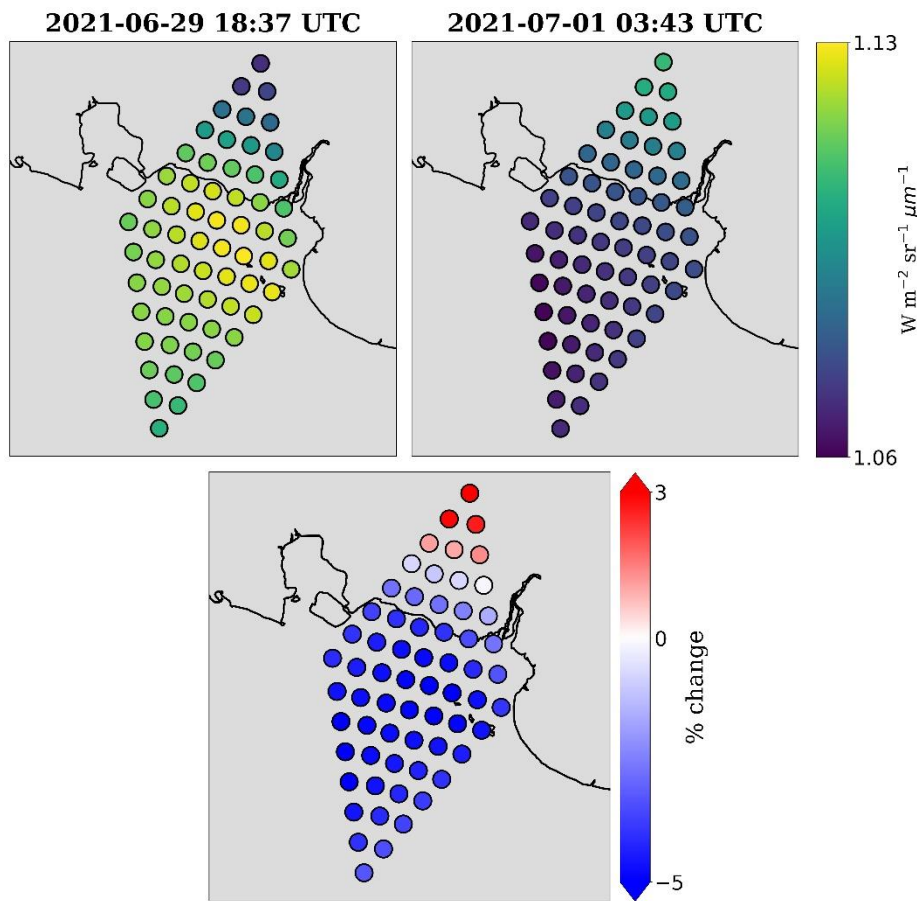 2021-06-29 18:37 UTC
2021-07-01 03:43 UTC
1.13
W m⁻² sr⁻¹ μm⁻¹
1.06
3
0
% change
−5